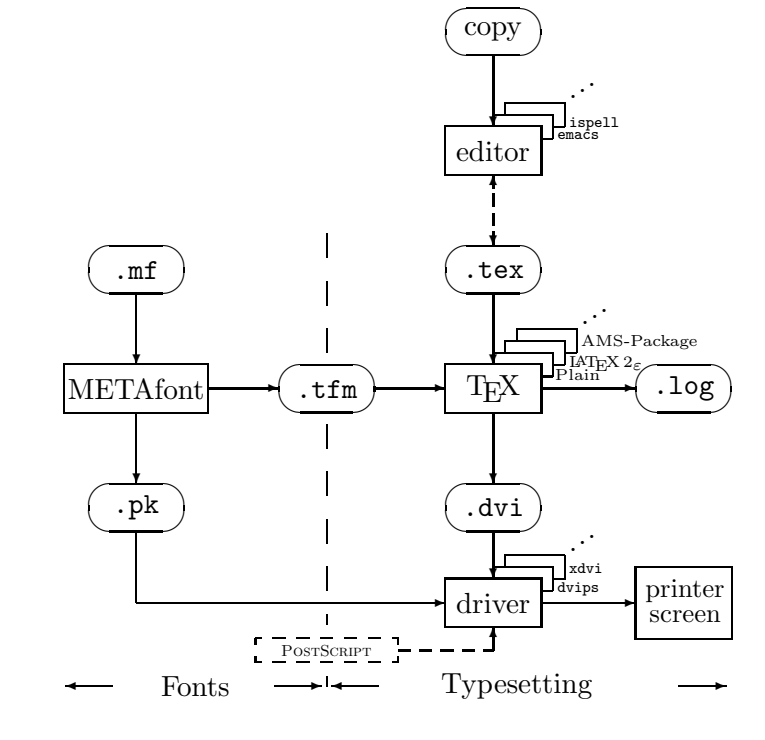 copy
ispell
emacs
editor
.mf
.tex
AMS-Package
LATEX 2ε
Plain
METAfont
.tfm
TEX
.log
.pk
.dvi
xdvi
dvips
driver
printer
screen
PostScript
Fonts
Typesetting